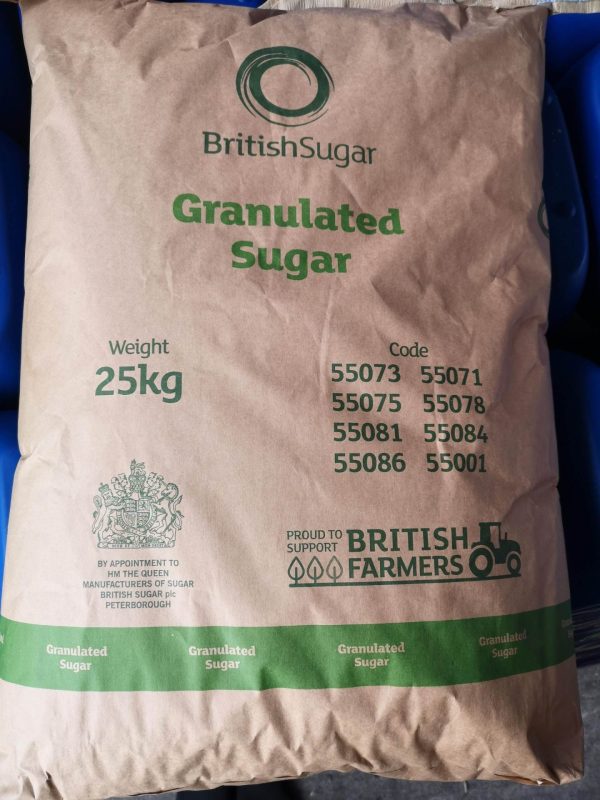 BritishSugar
Granulated
Sugar
Weight
25kg
Code
55073 55071
55075 55078
55081 55084
55086 55001
BY APPOINTMENT TO
HM THE QUEEN
MANUFACTURERS OF SUGAR
BRITISH SUGAR plc
PETERBOROUGH
PROUD TO
SUPPORT
BRITISH
FARMERS
Granulated
Sugar
Granulated
Sugar
Granulated
Sugar
Granulated
Sugar